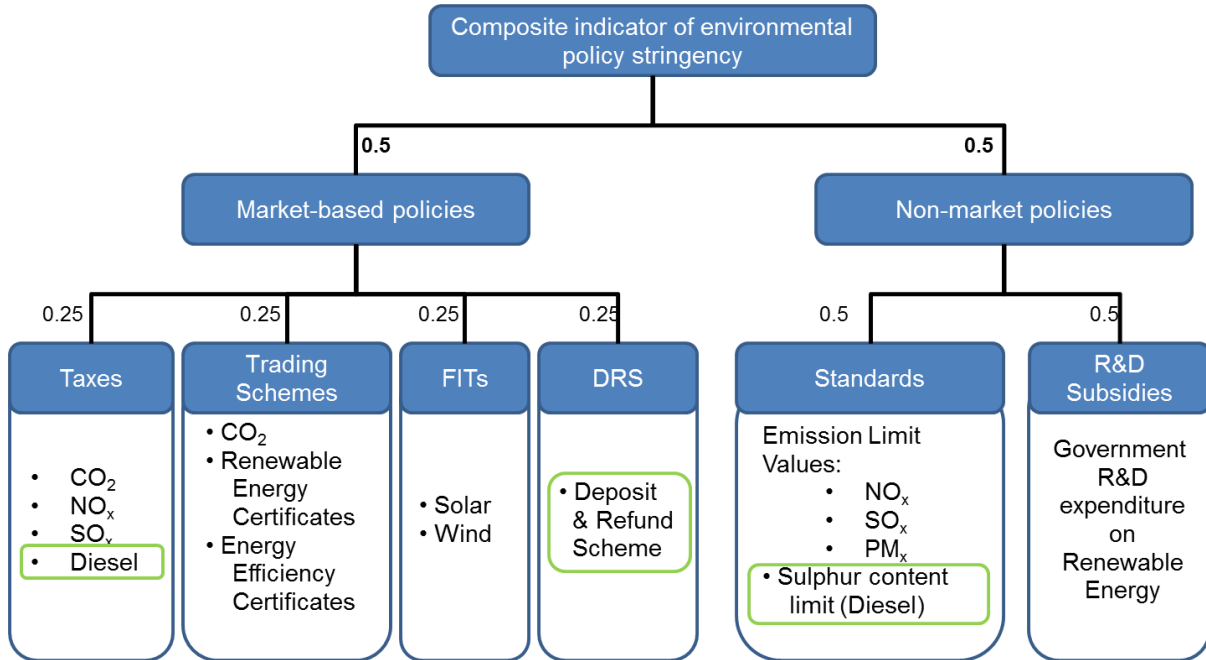 Composite indicator of environmental
policy stringency
0.5
0.5
Market-based policies
Non-market policies
0.25
0.25
0.25
0.25
0.5
0.5
Taxes
• CO₂
• NOₓ
• SOₓ
• Diesel
Trading
Schemes
• CO₂
• Renewable
Energy
Certificates
• Energy
Efficiency
Certificates
FITs
• Solar
• Wind
DRS
• Deposit
& Refund
Scheme
Standards
Emission Limit
Values:
• NOₓ
• SOₓ
• PMₓ
• Sulphur content
limit (Diesel)
R&D
Subsidies
Government
R&D
expenditure
on
Renewable
Energy